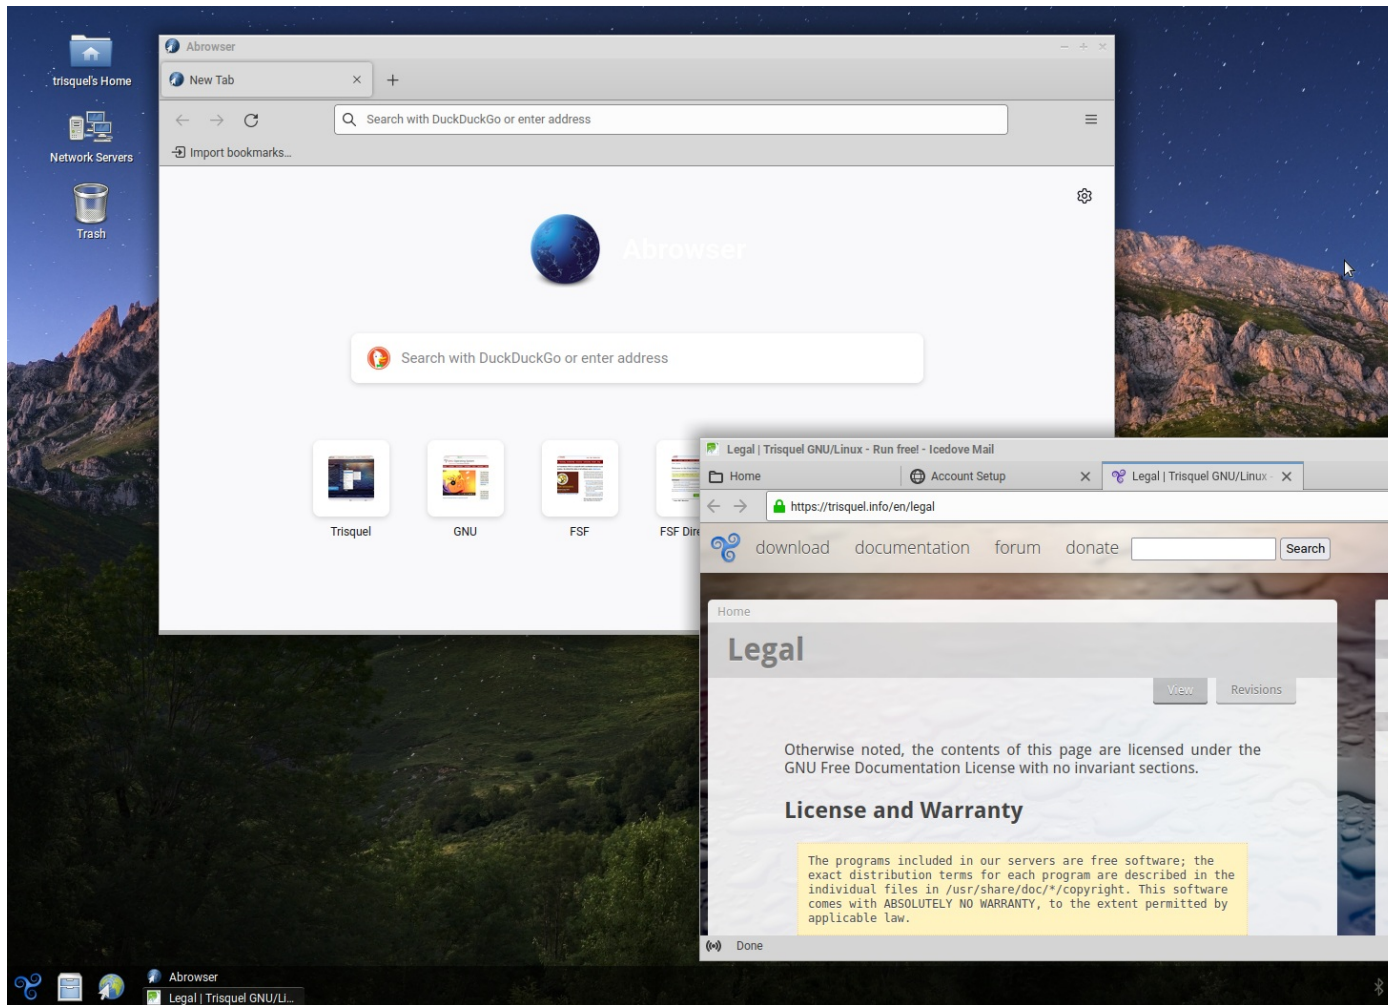 trisquel's Home
Network Servers
Trash
Abrowser
New Tab
Search with DuckDuckGo or enter address
Import bookmarks...
Abrowser
Search with DuckDuckGo or enter address
Trisquel
GNU
FSF
FSF Dire
Legal | Trisquel GNU/Linux - Run free! - Icedove Mail
Home
Account Setup
Legal | Trisquel GNU/Linux -
https://trisquel.info/en/legal
download documentation forum donate Search
Home
Legal
View Revisions
Otherwise noted, the contents of this page are licensed under the
GNU Free Documentation License with no invariant sections.
License and Warranty
The programs included in our servers are free software; the
exact distribution terms for each program are described in the
individual files in /usr/share/doc/*/copyright. This software
comes with ABSOLUTELY NO WARRANTY, to the extent permitted by
applicable law.
Done
Abrowser
Legal | Trisquel GNU/Li...